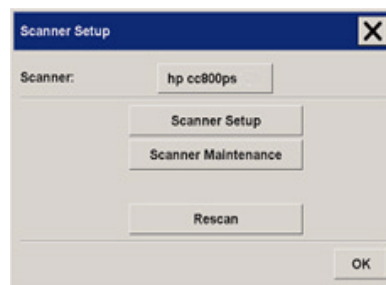 Scanner Setup
Scanner: hp cc800ps
Scanner Setup
Scanner Maintenance
Rescan
OK